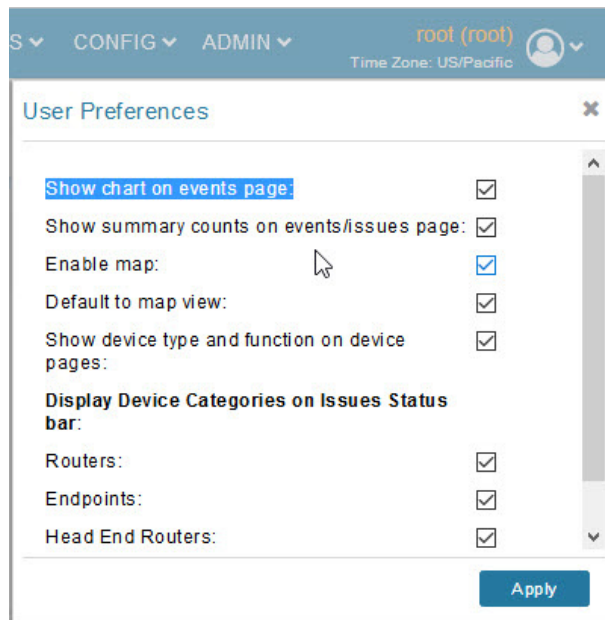 S CONFIG ADMIN root (root)
Time Zone: US/Pacific
User Preferences
Show chart on events page:
Show summary counts on events/issues page:
Enable map:
Default to map view:
Show device type and function on device
pages:
Display Device Categories on Issues Status
bar:
Routers:
Endpoints:
Head End Routers:
Apply